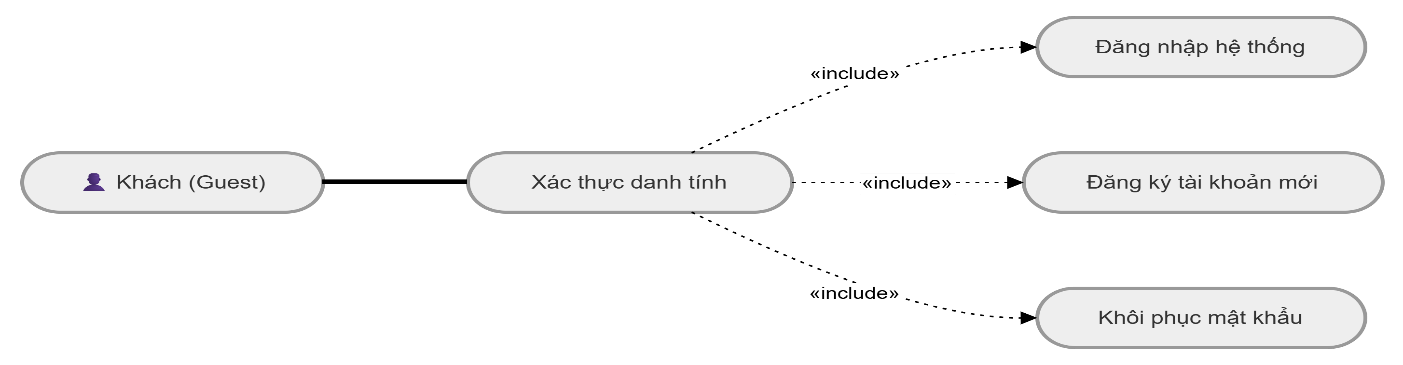 Đăng nhập hệ thống
«include»
👤 Khách (Guest)
Xác thực danh tính
«include»
Đăng ký tài khoản mới
«include»
Khôi phục mật khẩu